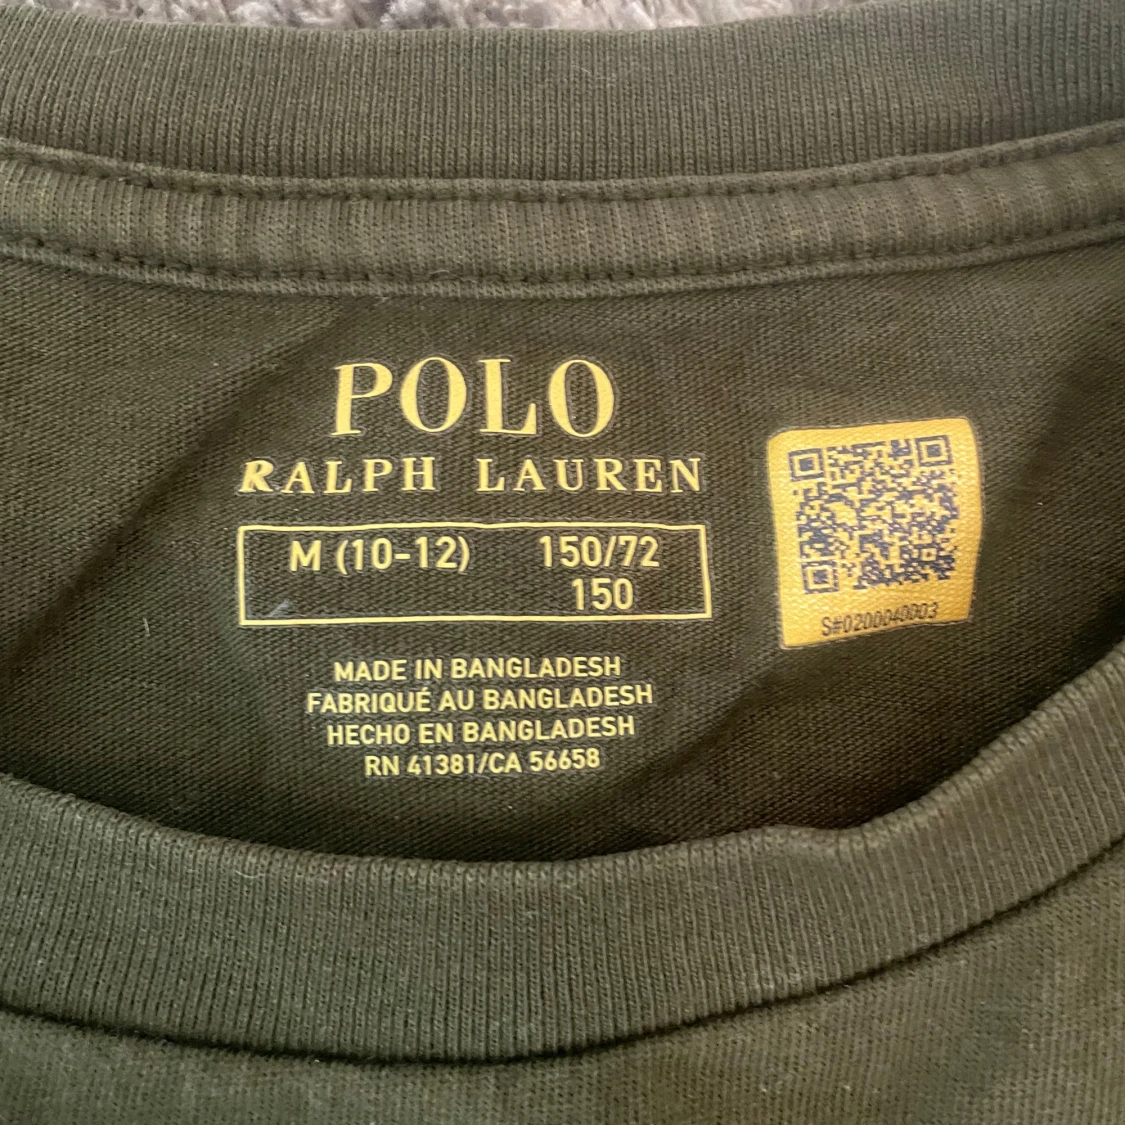 POLO
RALPH LAUREN
M (10-12) 150/72
150
MADE IN BANGLADESH
FABRIQUÉ AU BANGLADESH
HECHO EN BANGLADESH
RN 41381/CA 56658
S#0200040003